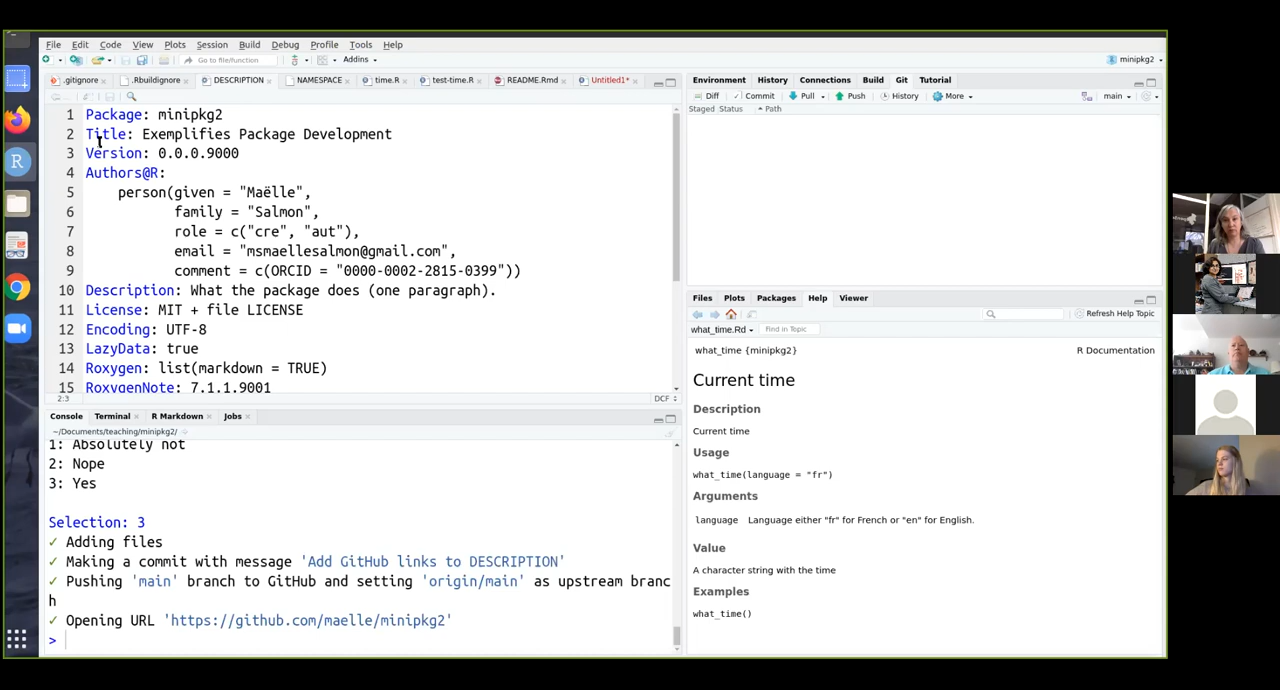 File Edit Code View Plots Session Build Debug Profile Tools Help
Go to file/function Addins minipkg2
.gitignore .Rbuildignore DESCRIPTION NAMESPACE time.R test-time.R README.Rmd Untitled1*
1 Package: minipkg2
2 Title: Exemplifies Package Development
3 Version: 0.0.0.9000
4 Authors@R:
5 person(given = "Maëlle",
6 family = "Salmon",
7 role = c("cre", "aut"),
8 email = "msmaellesalmon@gmail.com",
9 comment = c(ORCID = "0000-0002-2815-0399"))
10 Description: What the package does (one paragraph).
11 License: MIT + file LICENSE
12 Encoding: UTF-8
13 LazyData: true
14 Roxygen: list(markdown = TRUE)
15 RoxygenNote: 7.1.1.9001
2:3 DCF
Console Terminal R Markdown Jobs
~/Documents/teaching/minipkg2/
1: Absolutely not
2: Nope
3: Yes
Selection: 3
✓ Adding files
✓ Making a commit with message 'Add GitHub links to DESCRIPTION'
✓ Pushing 'main' branch to GitHub and setting 'origin/main' as upstream branc
h
✓ Opening URL 'https://github.com/maelle/minipkg2'
>
Environment History Connections Build Git Tutorial
Diff Commit Pull Push History More main
Staged Status Path
Files Plots Packages Help Viewer
Refresh Help Topic
what_time.Rd Find in Topic
what_time {minipkg2} R Documentation
Current time
Description
Current time
Usage
what_time(language = "fr")
Arguments
language Language either "fr" for French or "en" for English.
Value
A character string with the time
Examples
what_time()